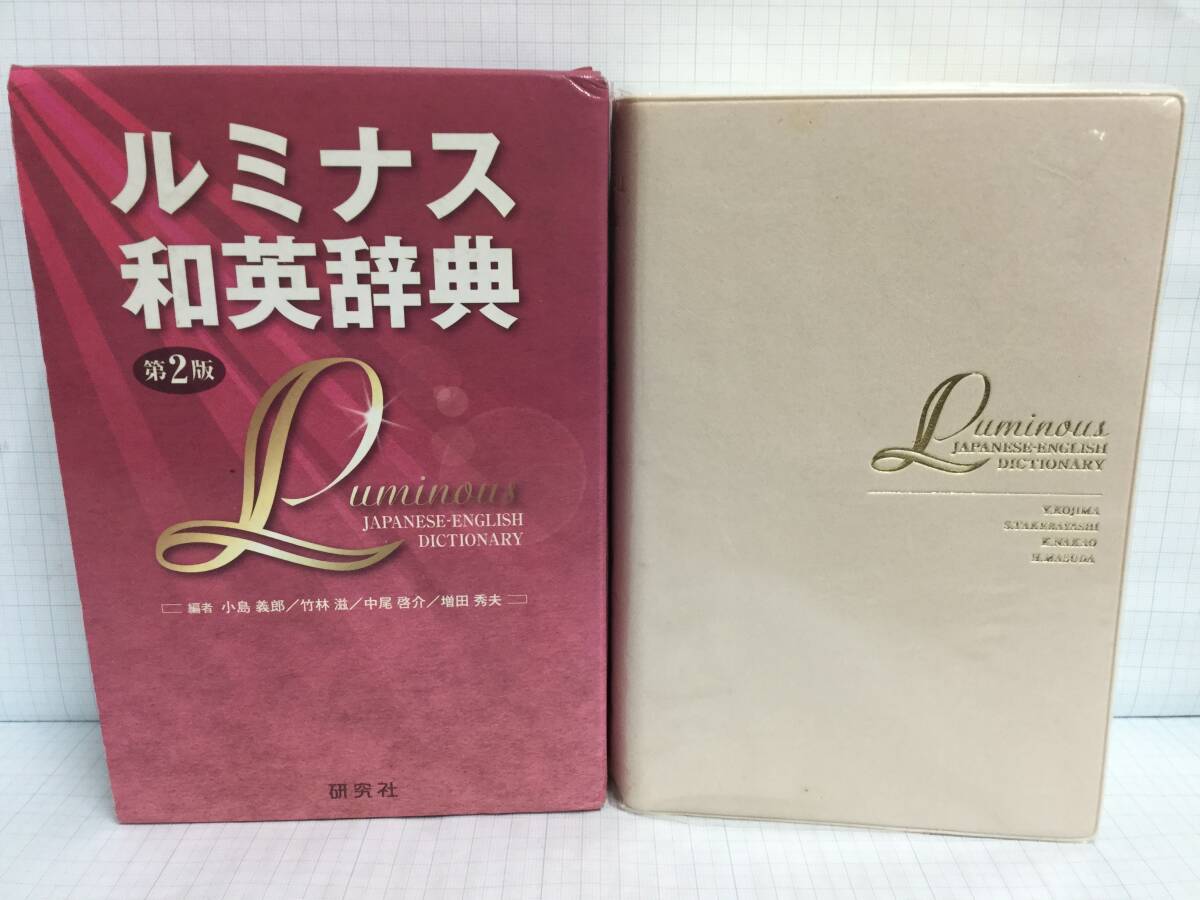 ルミナス
和英辞典
第2版
Luminous
JAPANESE-ENGLISH
DICTIONARY
編者 小島 義郎／竹林 滋／中尾 啓介／増田 秀夫
研究社
Luminous
JAPANESE-ENGLISH
DICTIONARY
Y.KOJIMA
S.TAKEBAYASHI
K.NAKAO
H.MASUDA